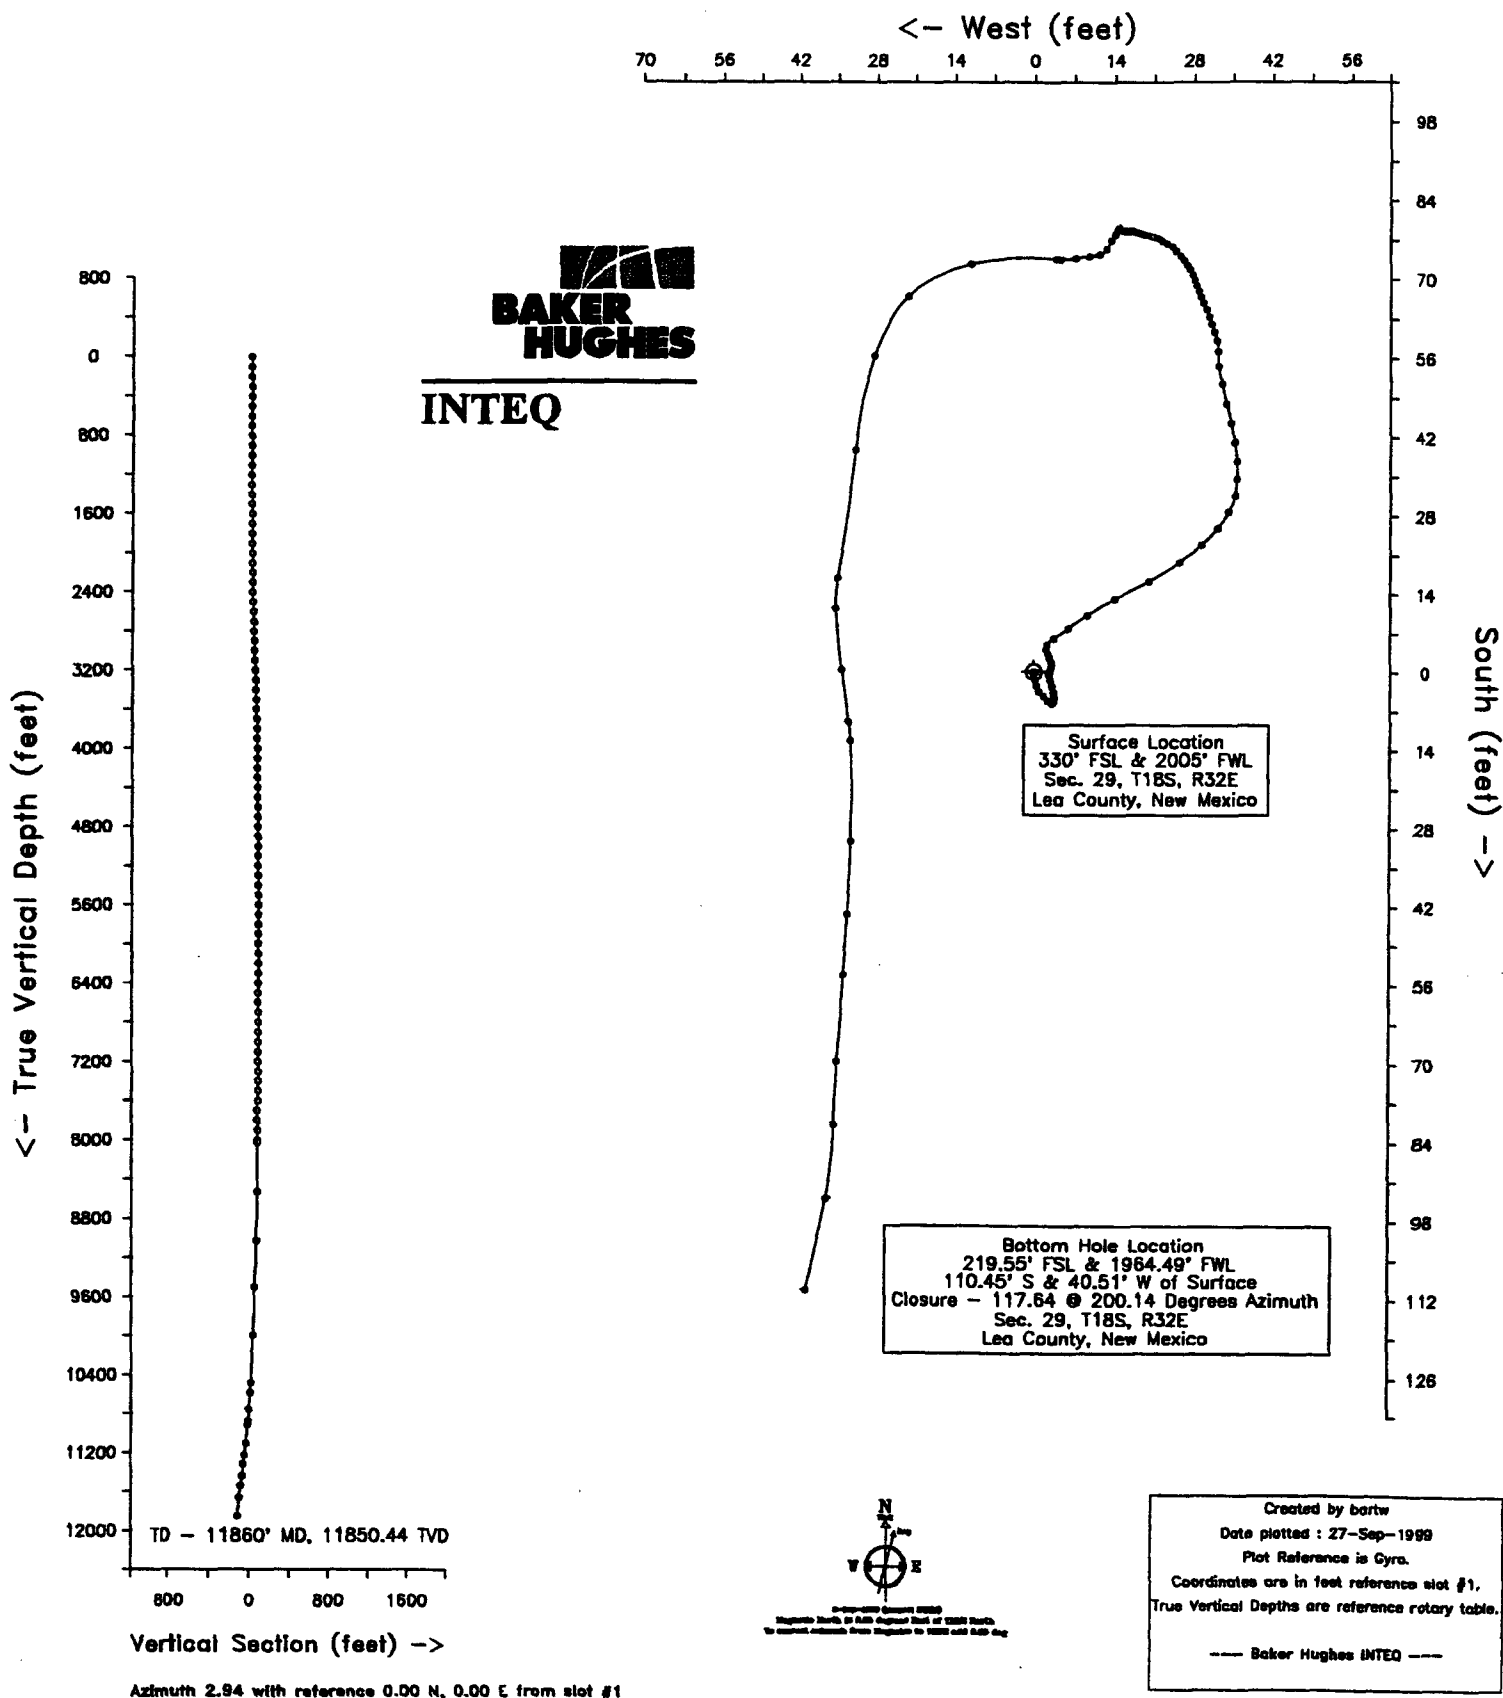 <- West (feet)
70 56 42 28 14 0 14 28 42 56
98
84
70
56
42
28
14
0
14
28
42
56
70
84
98
112
126
South (feet) ->
BAKER
HUGHES
INTEQ
<- True Vertical Depth (feet)
800
0
800
1600
2400
3200
4000
4800
5600
6400
7200
8000
8800
9600
10400
11200
12000
TD - 11860' MD, 11850.44 TVD
800 0 800 1600
Vertical Section (feet) ->
Azimuth 2.94 with reference 0.00 N, 0.00 E from slot #1
Surface Location
330' FSL & 2005' FWL
Sec. 29, T18S, R32E
Lea County, New Mexico
Bottom Hole Location
219.55' FSL & 1964.49' FWL
110.45' S & 40.51' W of Surface
Closure - 117.64 @ 200.14 Degrees Azimuth
Sec. 29, T18S, R32E
Lea County, New Mexico
N
W E
Created by bartw
Date plotted : 27-Sep-1999
Plot Reference is Gyro.
Coordinates are in feet reference slot #1.
True Vertical Depths are reference rotary table.
--- Baker Hughes INTEQ ---